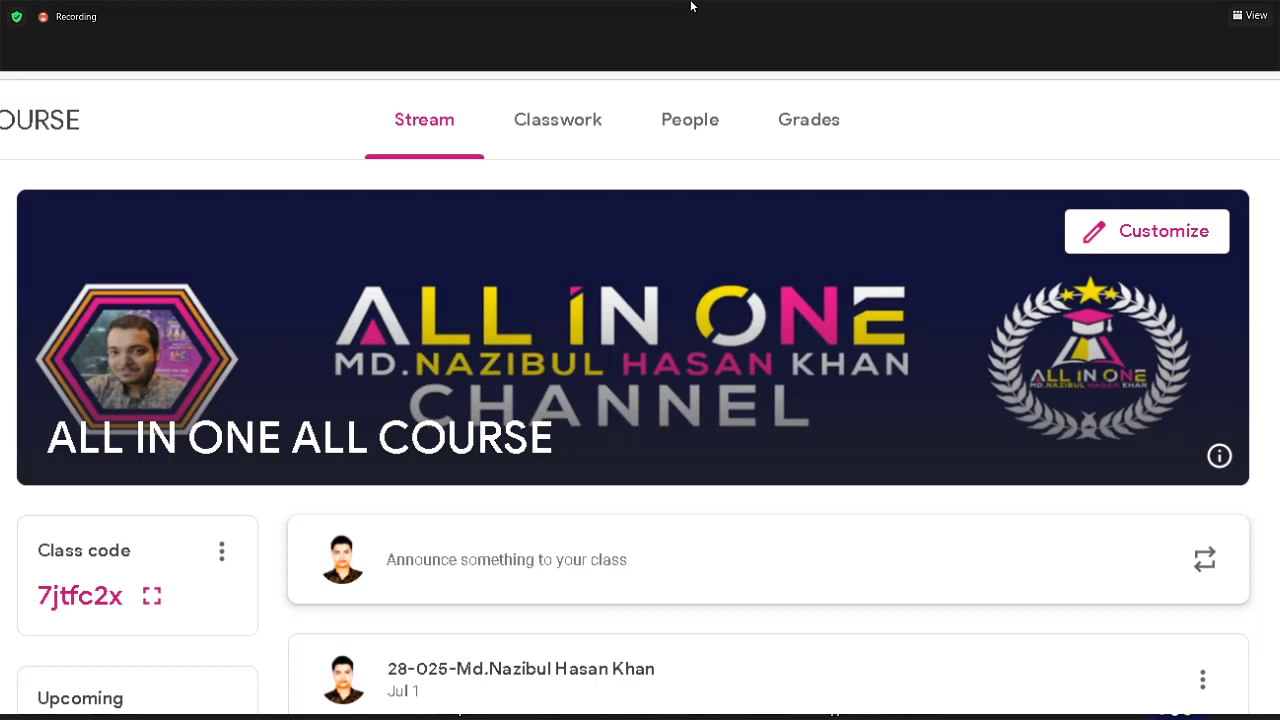 Recording
View
OURSE
Stream
Classwork
People
Grades
Customize
ALL IN ONE
MD.NAZIBUL HASAN KHAN
CHANNEL
ALL IN ONE
MD.NAZIBUL HASAN KHAN
ALL IN ONE ALL COURSE
Class code
7jtfc2x
Announce something to your class
28-025-Md.Nazibul Hasan Khan
Jul 1
Upcoming